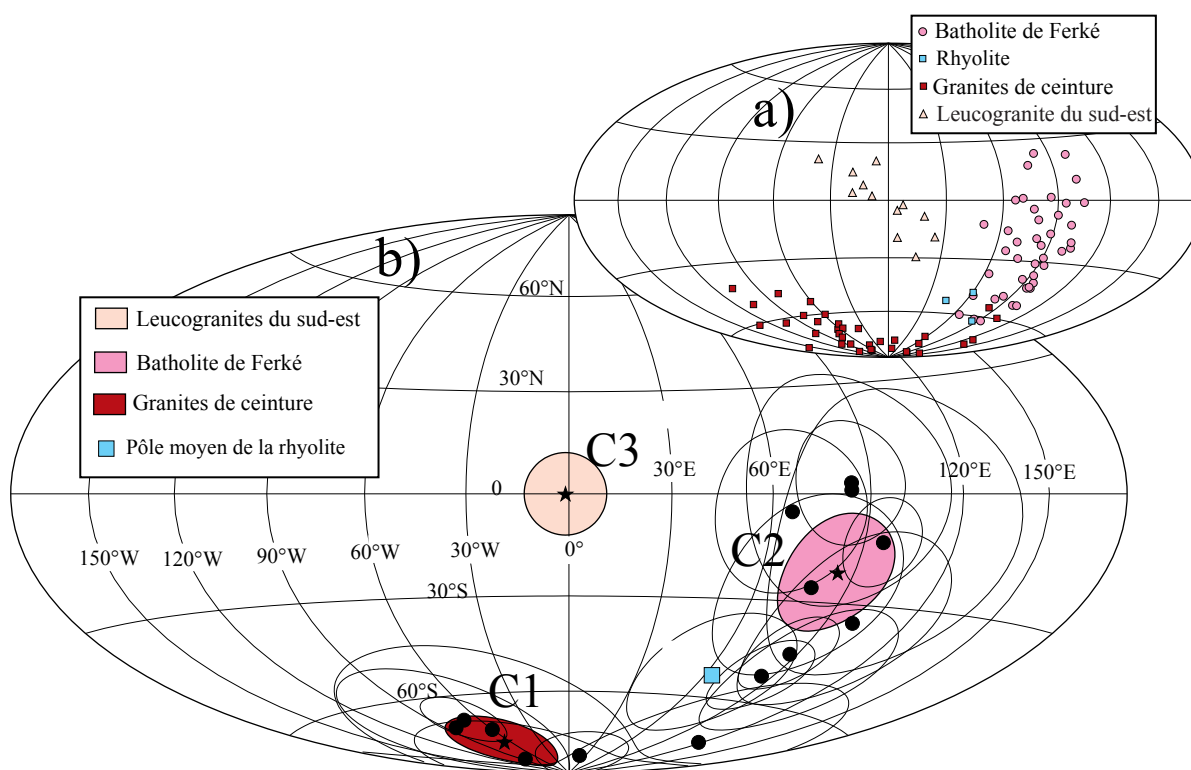 Batholite de Ferké
Rhyolite
Granites de ceinture
Leucogranite du sud-est
a)
b)
60°N
Leucogranites du sud-est
Batholite de Ferké
Granites de ceinture
Pôle moyen de la rhyolite
30°N
C3
30°E
60°E
120°E
150°E
0
150°W
120°W
90°W
60°W
30°W
0°
C2
30°S
60°S
C1